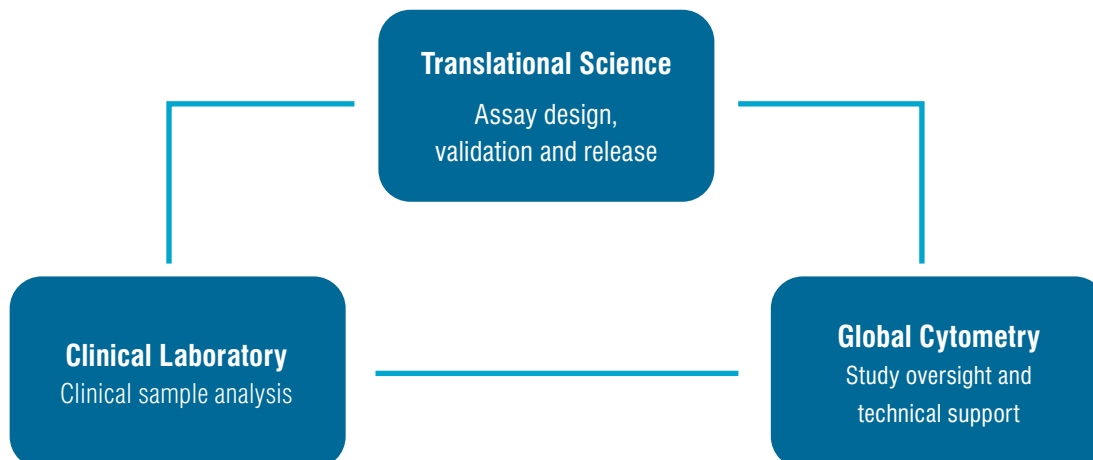 Translational Science
Assay design,
validation and release
Clinical Laboratory
Clinical sample analysis
Global Cytometry
Study oversight and
technical support